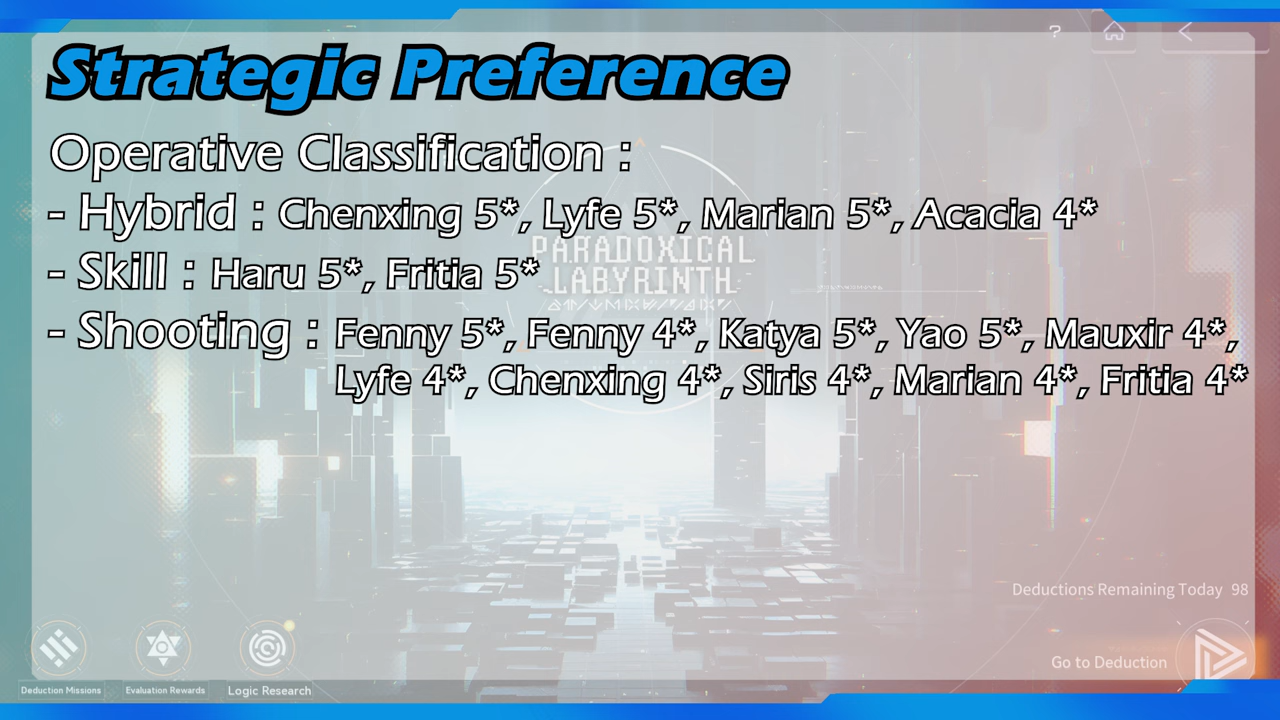 ?
Strategic Preference
Operative Classification :
- Hybrid : Chenxing 5*, Lyfe 5*, Marian 5*, Acacia 4*
PARADOXICAL
LABYRINTH
- Skill : Haru 5*, Fritia 5*
- Shooting : Fenny 5*, Fenny 4*, Katya 5*, Yao 5*, Mauxir 4*,
Lyfe 4*, Chenxing 4*, Siris 4*, Marian 4*, Fritia 4*
Deductions Remaining Today 98
Go to Deduction
Deduction Missions
Evaluation Rewards
Logic Research